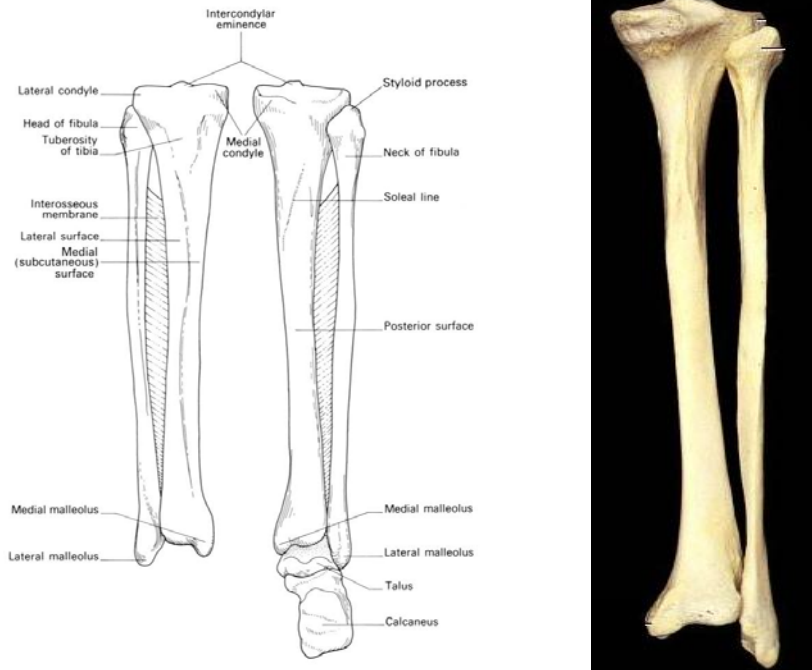 Intercondylar
eminence
Lateral condyle
Head of fibula
Tuberosity
of tibia
Interosseous
membrane
Lateral surface
Medial
(subcutaneous)
surface
Medial malleolus
Lateral malleolus
Medial
condyle
Styloid process
Neck of fibula
Soleal line
Posterior surface
Medial malleolus
Lateral malleolus
Talus
Calcaneus